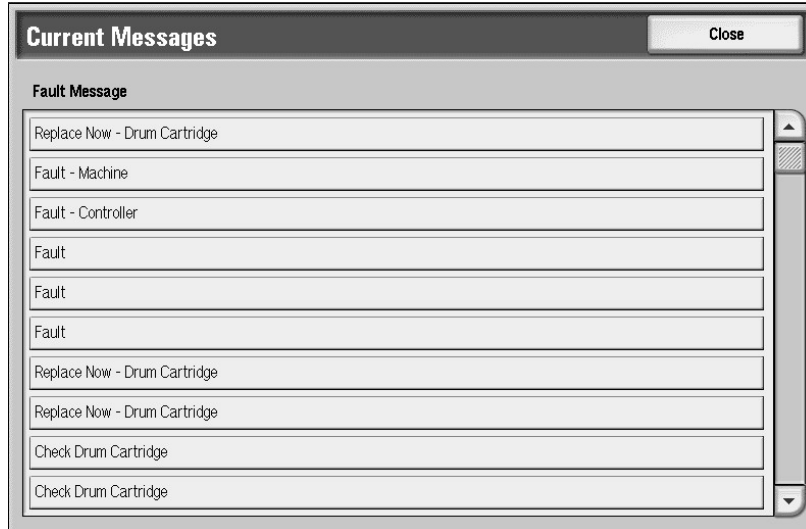 Current Messages
Close
Fault Message
Replace Now - Drum Cartridge
Fault - Machine
Fault - Controller
Fault
Fault
Fault
Replace Now - Drum Cartridge
Replace Now - Drum Cartridge
Check Drum Cartridge
Check Drum Cartridge